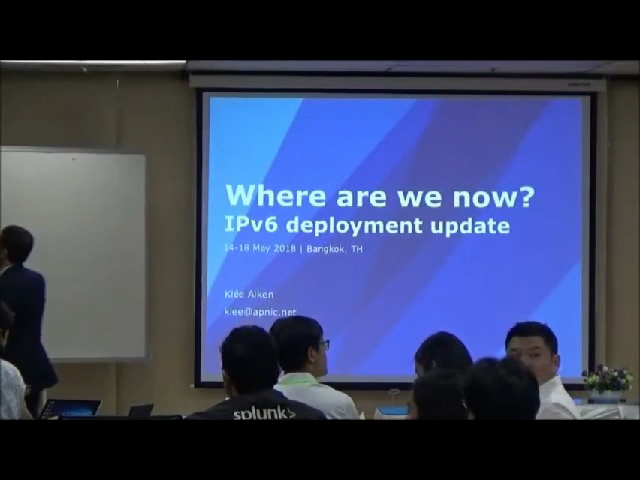 Where are we now?
IPv6 deployment update
14-18 May 2018 | Bangkok, TH
Klée Aiken
klee@apnic.net
splunk>